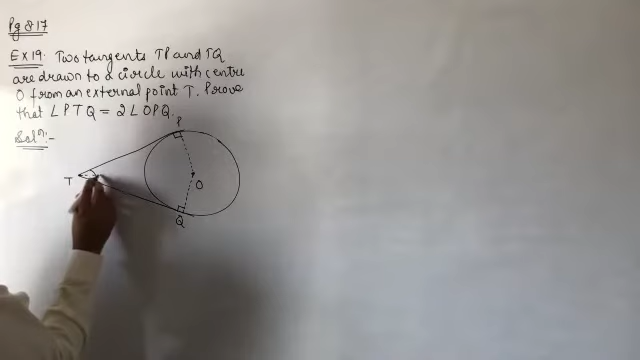 Pg 817
Ex 19. Two tangents TP and TQ
are drawn to a circle with centre
O from an external point T. Prove
that ∠PTQ = 2∠OPQ.
Solⁿ:-
P
T
O
Q